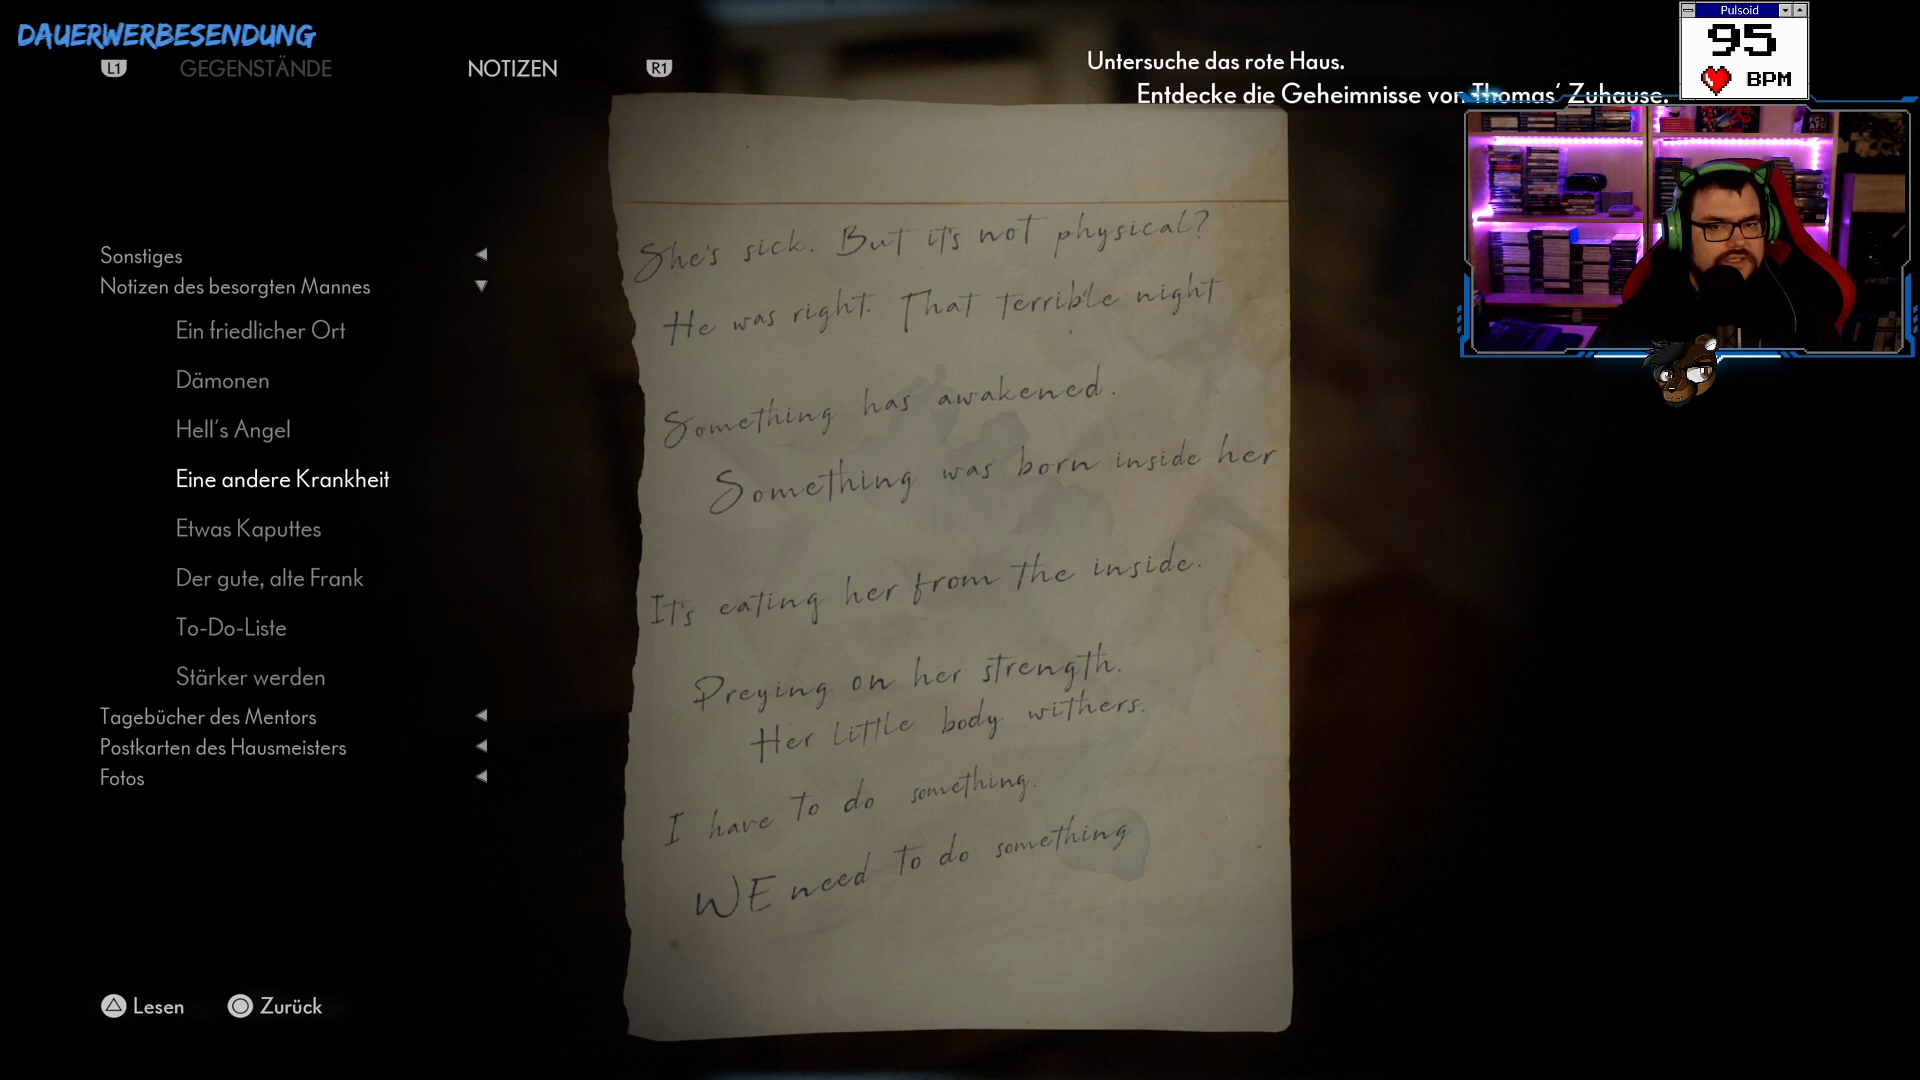 DAUERWERBESENDUNG
L1 GEGENSTÄNDE NOTIZEN R1
Untersuche das rote Haus.
Entdecke die Geheimnisse von Thomas' Zuhause.
Pulsoid
95
BPM
Sonstiges
Notizen des besorgten Mannes
Ein friedlicher Ort
Dämonen
Hell's Angel
Eine andere Krankheit
Etwas Kaputtes
Der gute, alte Frank
To-Do-Liste
Stärker werden
Tagebücher des Mentors
Postkarten des Hausmeisters
Fotos
Lesen Zurück
She's sick. But it's not physical?
He was right. That terrible night
Something has awakened.
Something was born inside her
It's eating her from the inside.
Preying on her strength.
Her little body withers.
I have to do something.
WE need to do something